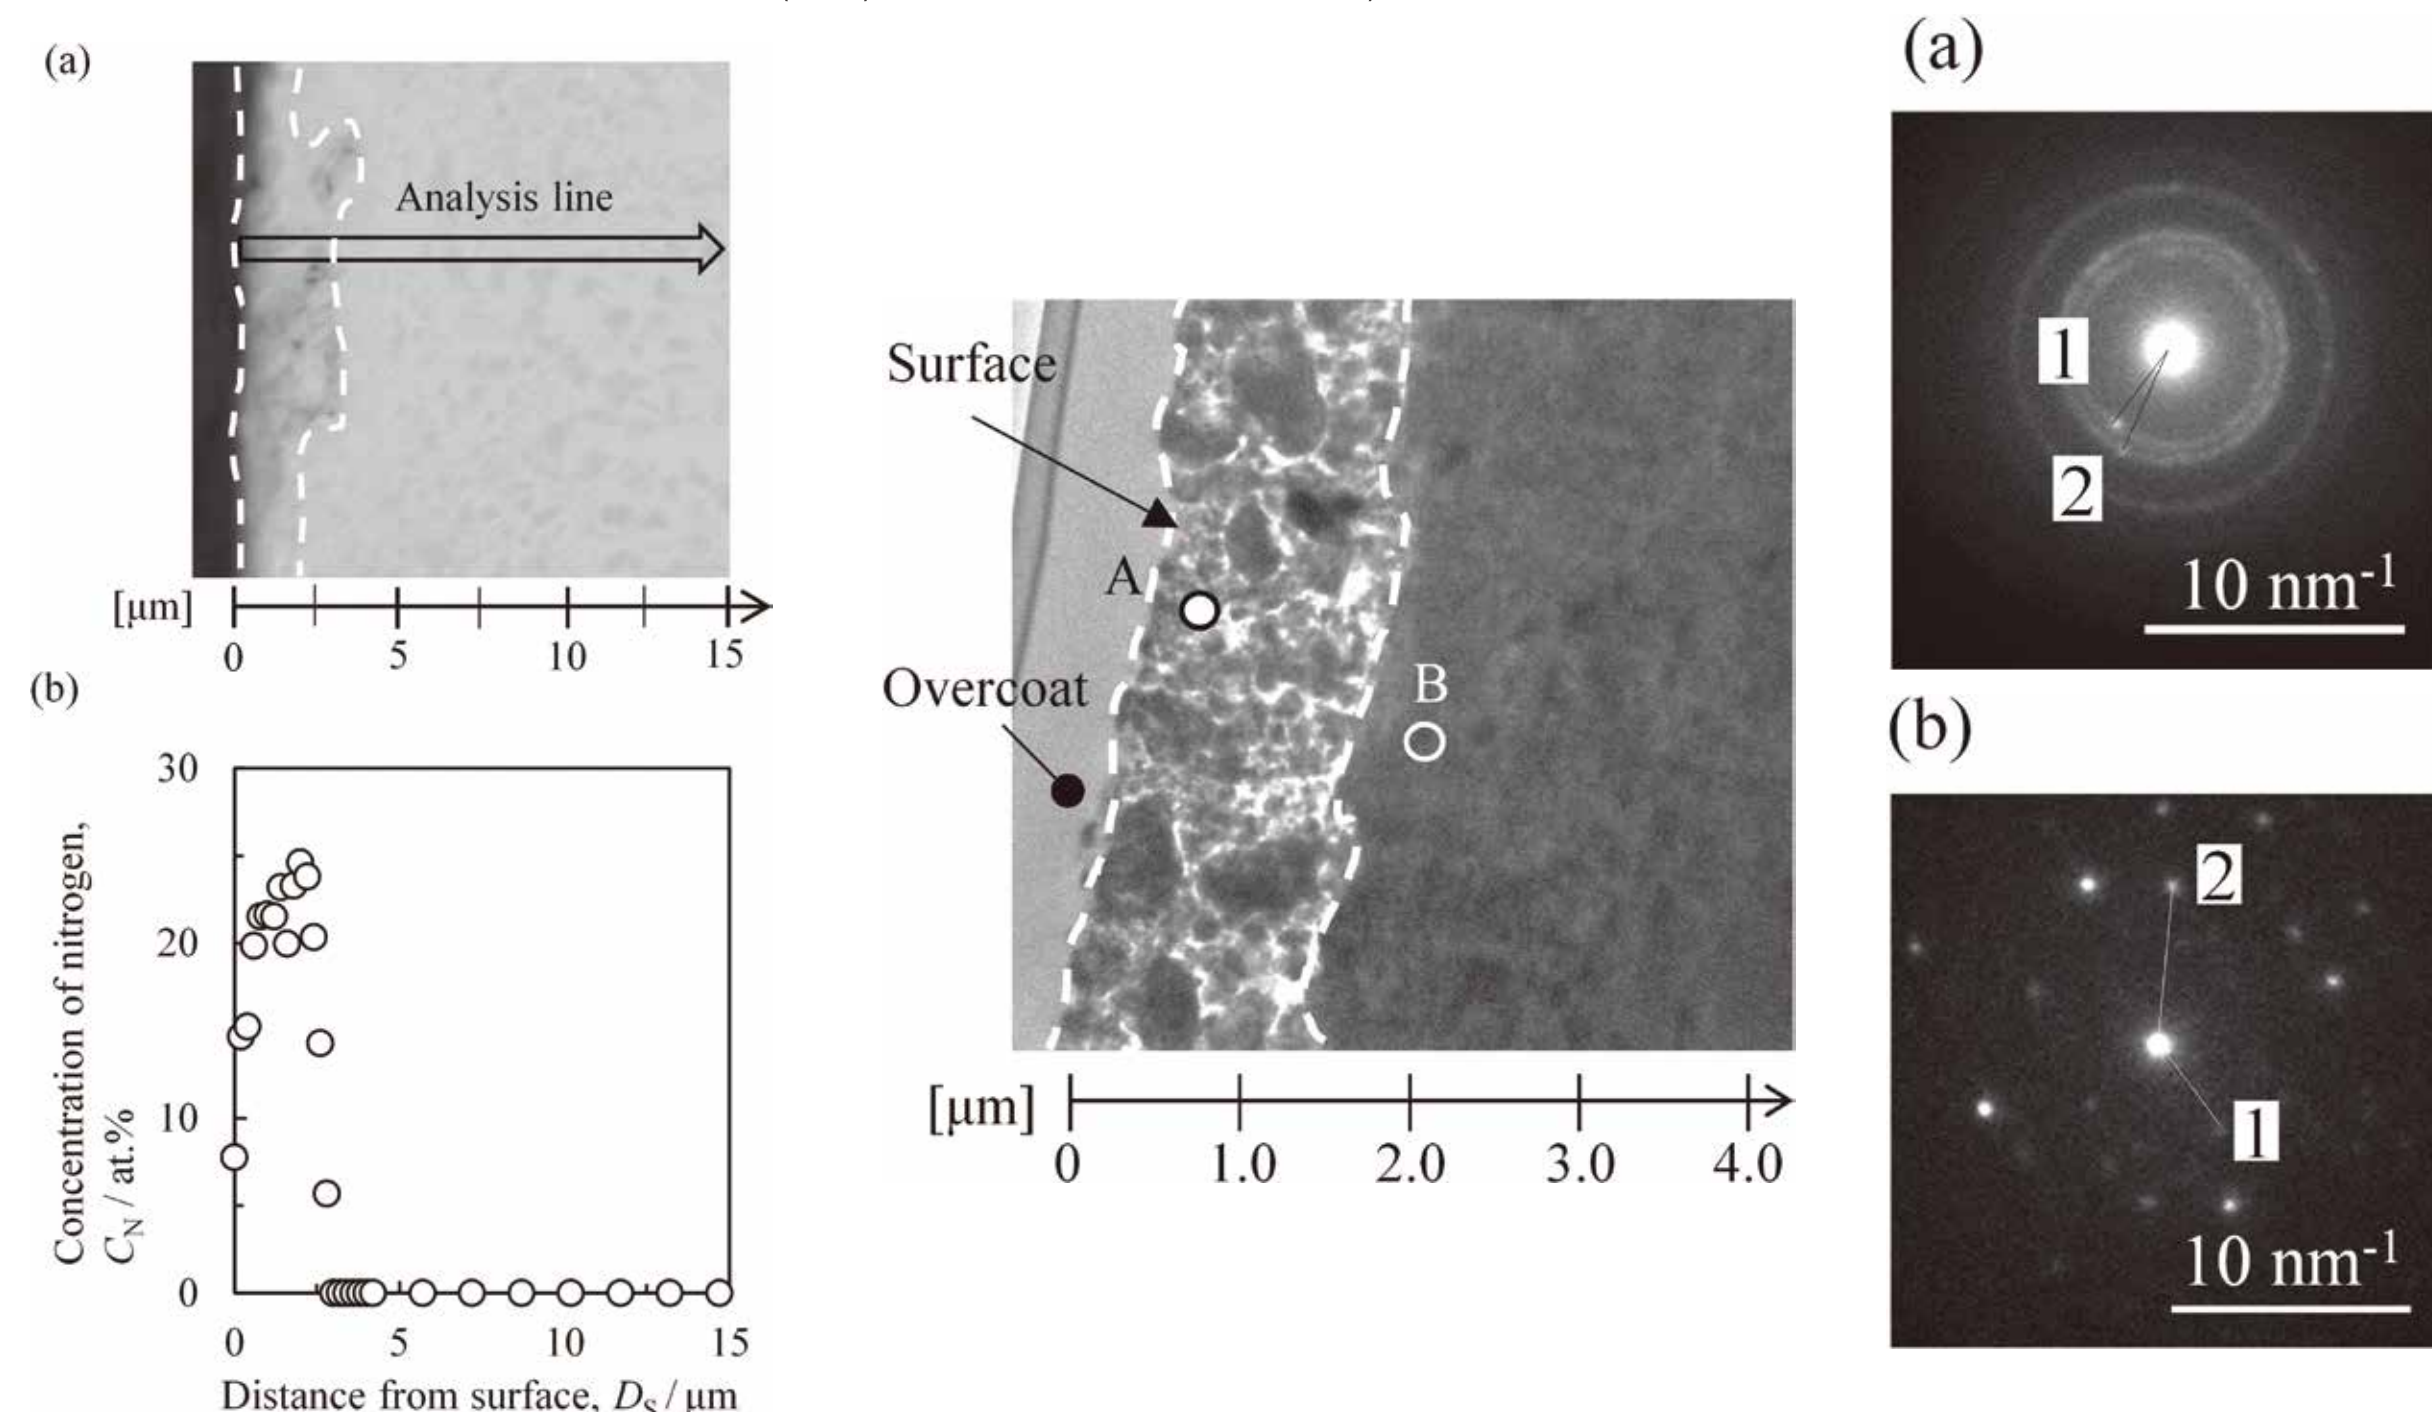 (a)
Analysis line
[μm]
0 5 10 15
(b)
30
20
10
0
Concentration of nitrogen,
C_N / at.%
0 5 10 15
Distance from surface, D_S / μm
Surface
A
Overcoat
B
[μm]
0 1.0 2.0 3.0 4.0
(a)
1
2
10 nm⁻¹
(b)
2
1
10 nm⁻¹